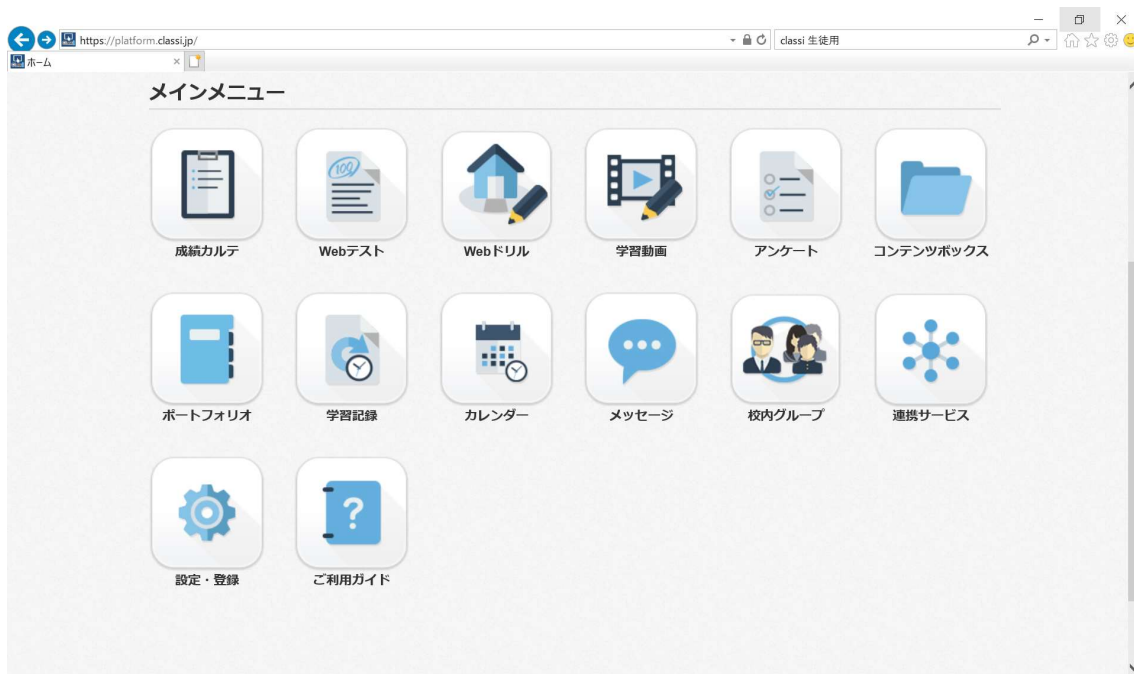 https://platform.classi.jp/
classi 生徒用
ホーム
メインメニュー
100
成績カルテ
Webテスト
Webドリル
学習動画
アンケート
コンテンツボックス
ポートフォリオ
学習記録
カレンダー
メッセージ
校内グループ
連携サービス
?
設定・登録
ご利用ガイド